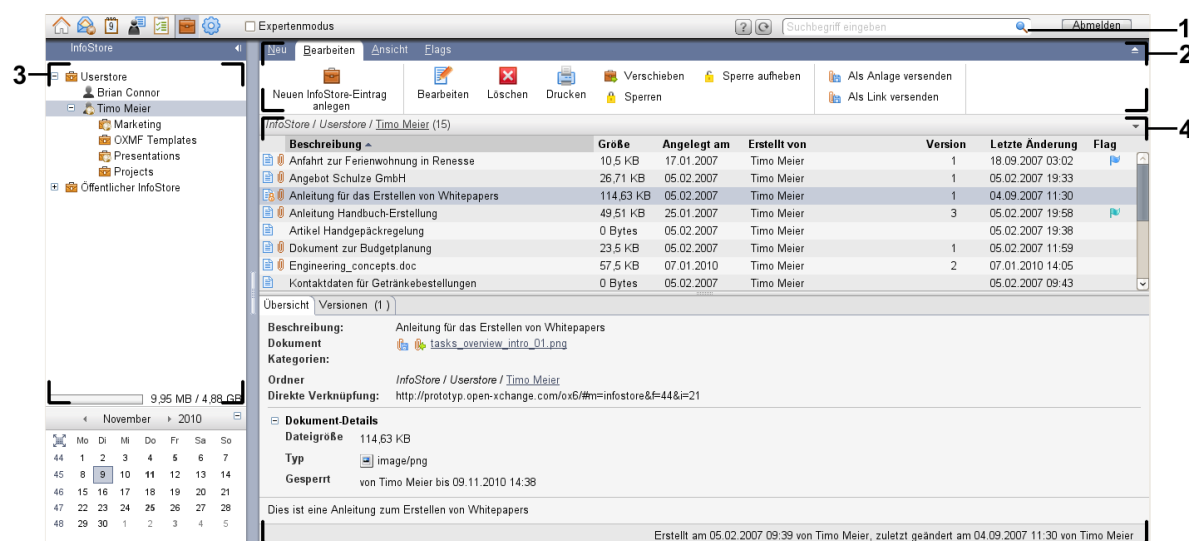 9 Expertenmodus Suchbegriff eingeben Abmelden 1
InfoStore Neu Bearbeiten Ansicht Flags 2
3
Userstore
Brian Connor
Timo Meier
Marketing
OXMF Templates
Presentations
Projects
Öffentlicher InfoStore
Neuen InfoStore-Eintrag anlegen
Bearbeiten Löschen Drucken
Verschieben Sperre aufheben
Sperren
Als Anlage versenden
Als Link versenden
InfoStore / Userstore / Timo Meier (15) 4
Beschreibung Größe Angelegt am Erstellt von Version Letzte Änderung Flag
Anfahrt zur Ferienwohnung in Renesse 10,5 KB 17.01.2007 Timo Meier 1 18.09.2007 03:02
Angebot Schulze GmbH 26,71 KB 05.02.2007 Timo Meier 1 05.02.2007 19:33
Anleitung für das Erstellen von Whitepapers 114,63 KB 05.02.2007 Timo Meier 1 04.09.2007 11:30
Anleitung Handbuch-Erstellung 49,51 KB 25.01.2007 Timo Meier 3 05.02.2007 19:58
Artikel Handgepäckregelung 0 Bytes 05.02.2007 Timo Meier 05.02.2007 19:38
Dokument zur Budgetplanung 23,5 KB 05.02.2007 Timo Meier 1 05.02.2007 11:59
Engineering_concepts.doc 57,5 KB 07.01.2010 Timo Meier 2 07.01.2010 14:05
Kontaktdaten für Getränkebestellungen 0 Bytes 05.02.2007 Timo Meier 05.02.2007 09:43
Übersicht Versionen (1)
Beschreibung: Anleitung für das Erstellen von Whitepapers
Dokument tasks_overview_intro_01.png
Kategorien:
Ordner InfoStore / Userstore / Timo Meier
Direkte Verknüpfung: http://prototyp.open-xchange.com/ox6/#m=infostore&f=44&i=21
Dokument-Details
Dateigröße 114,63 KB
Typ image/png
Gesperrt von Timo Meier bis 09.11.2010 14:38
Dies ist eine Anleitung zum Erstellen von Whitepapers
Erstellt am 05.02.2007 09:39 von Timo Meier, zuletzt geändert am 04.09.2007 11:30 von Timo Meier
9,95 MB / 4,88 GB
November 2010
Mo Di Mi Do Fr Sa So
44 1 2 3 4 5 6 7
45 8 9 10 11 12 13 14
46 15 16 17 18 19 20 21
47 22 23 24 25 26 27 28
48 29 30 1 2 3 4 5